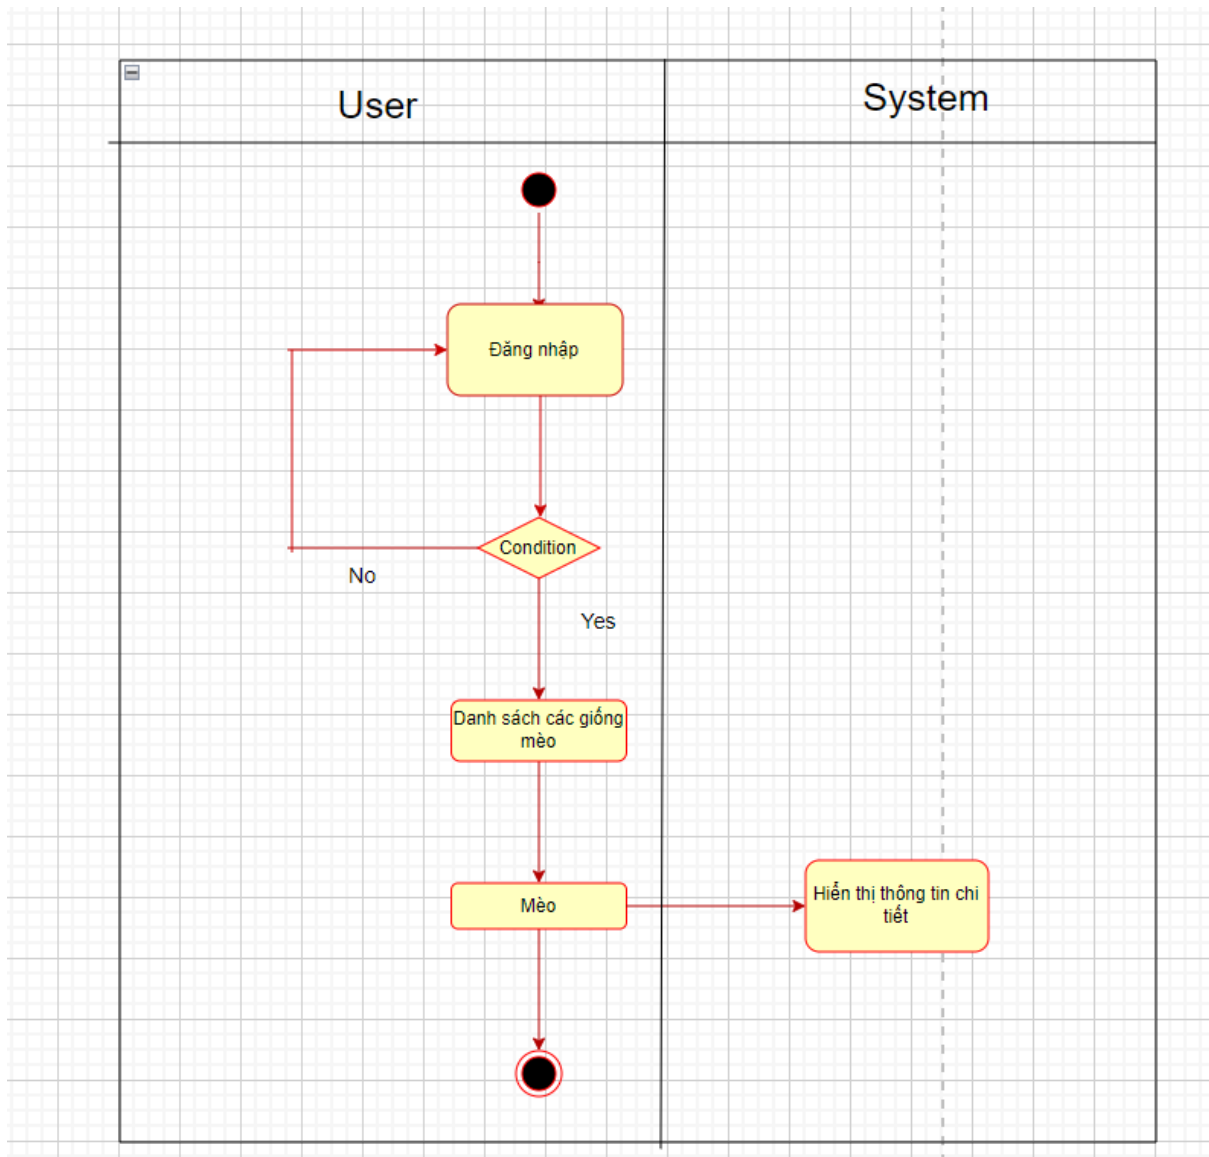 User
System
Đăng nhập
Condition
No
Yes
Danh sách các giống
mèo
Mèo
Hiển thị thông tin chi
tiết